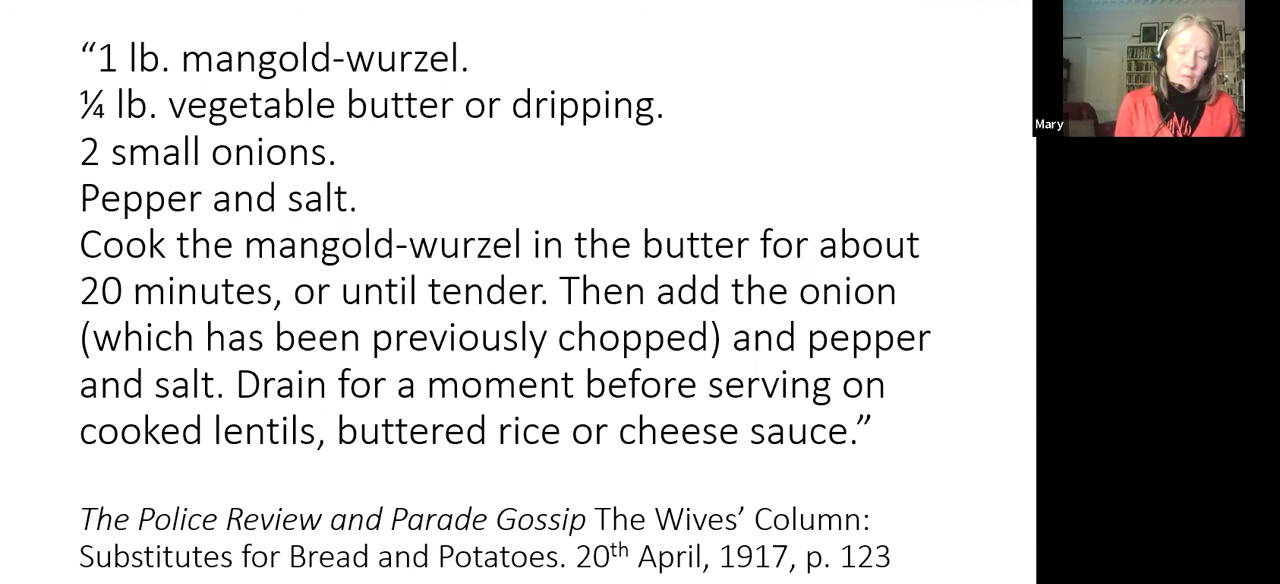 “1 lb. mangold-wurzel.
¼ lb. vegetable butter or dripping.
2 small onions.
Pepper and salt.
Cook the mangold-wurzel in the butter for about
20 minutes, or until tender. Then add the onion
(which has been previously chopped) and pepper
and salt. Drain for a moment before serving on
cooked lentils, buttered rice or cheese sauce.”
The Police Review and Parade Gossip The Wives’ Column:
Substitutes for Bread and Potatoes. 20th April, 1917, p. 123
Mary